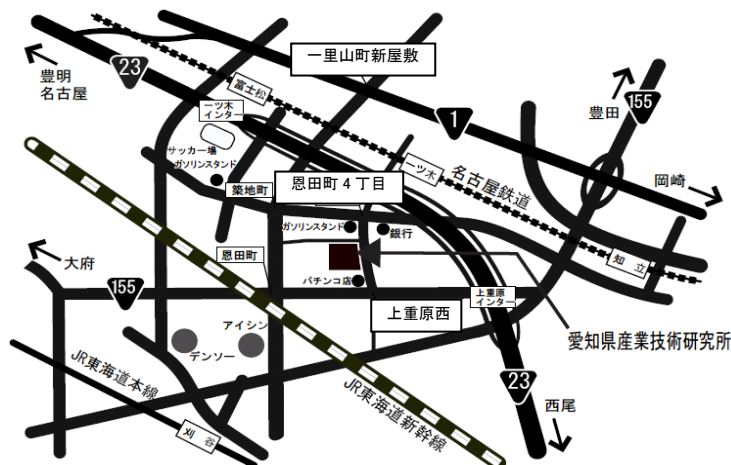 一里山町新屋敷
23
豊明
名古屋
富士松
155
豊田
1
一ツ木
インター
サッカー場
ガソリンスタンド
一ツ木
名古屋鉄道
岡崎
築地町
恩田町4丁目
ガソリンスタンド
銀行
恩田町
大府
知立
パチンコ店
155
上重原
インター
上重原西
愛知県産業技術研究所
アイシン
デンソー
JR東海道本線
JR東海道新幹線
23
西尾
刈谷